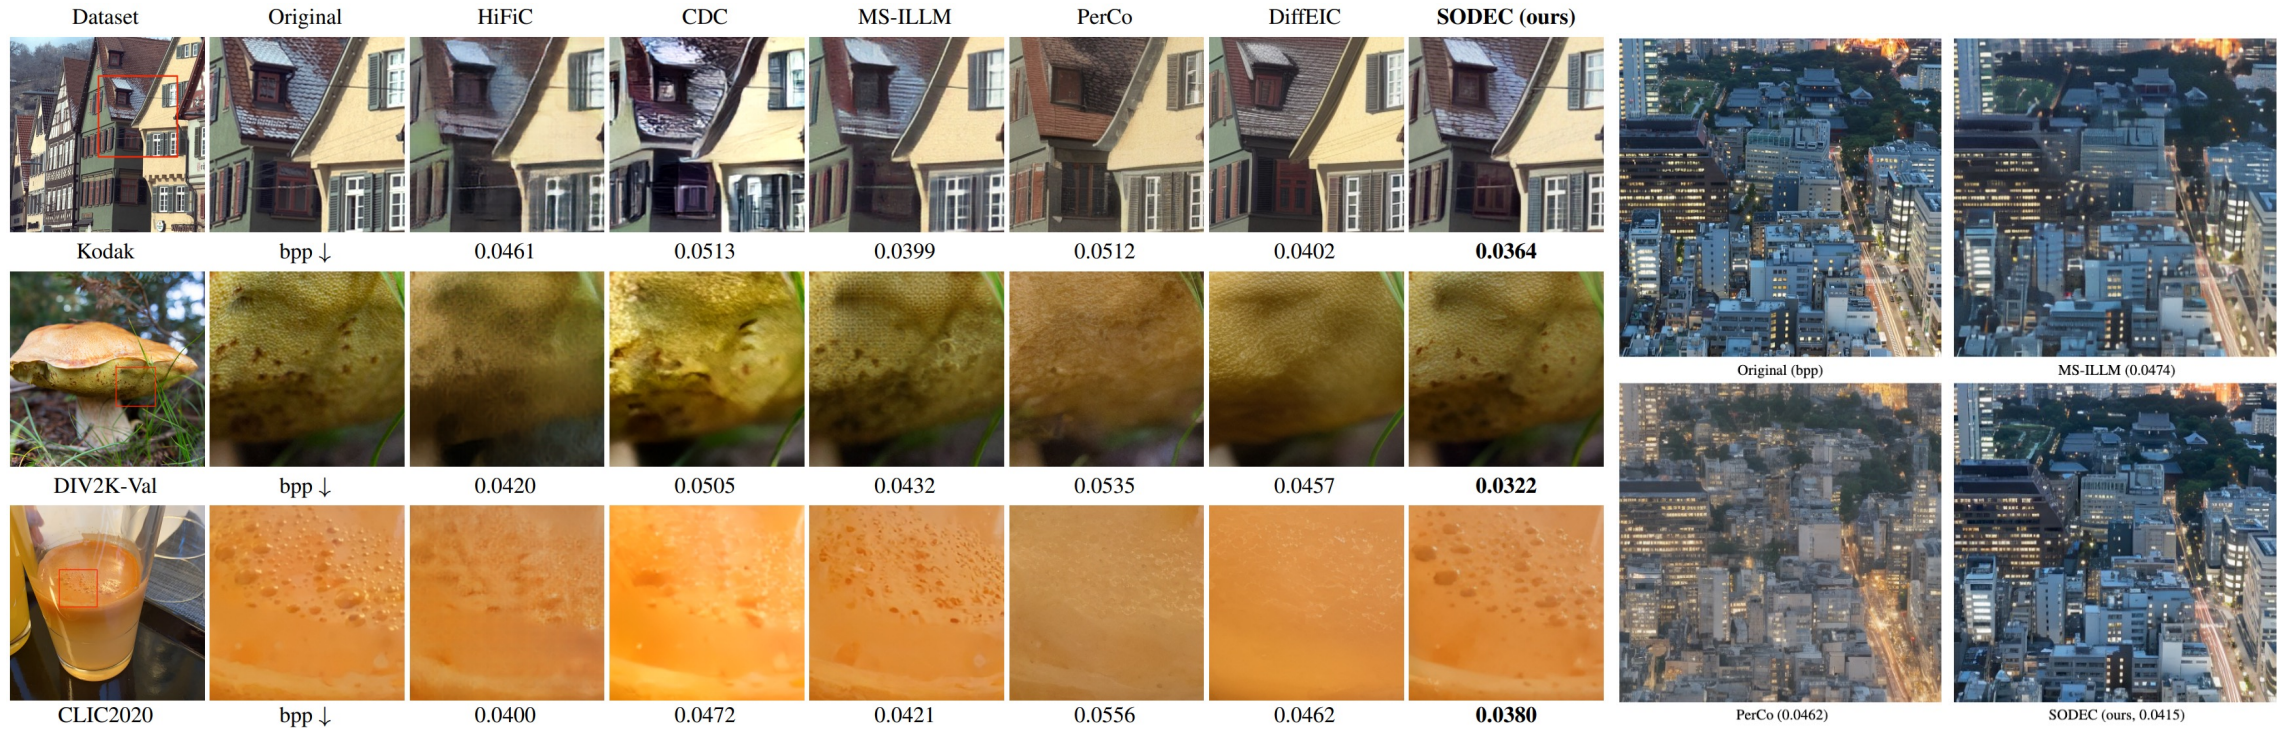 Dataset Original HiFiC CDC MS-ILLM PerCo DiffEIC SODEC (ours)
Kodak bpp ↓ 0.0461 0.0513 0.0399 0.0512 0.0402 0.0364
DIV2K-Val bpp ↓ 0.0420 0.0505 0.0432 0.0535 0.0457 0.0322
CLIC2020 bpp ↓ 0.0400 0.0472 0.0421 0.0556 0.0462 0.0380
Original (bpp) MS-ILLM (0.0474)
PerCo (0.0462) SODEC (ours, 0.0415)